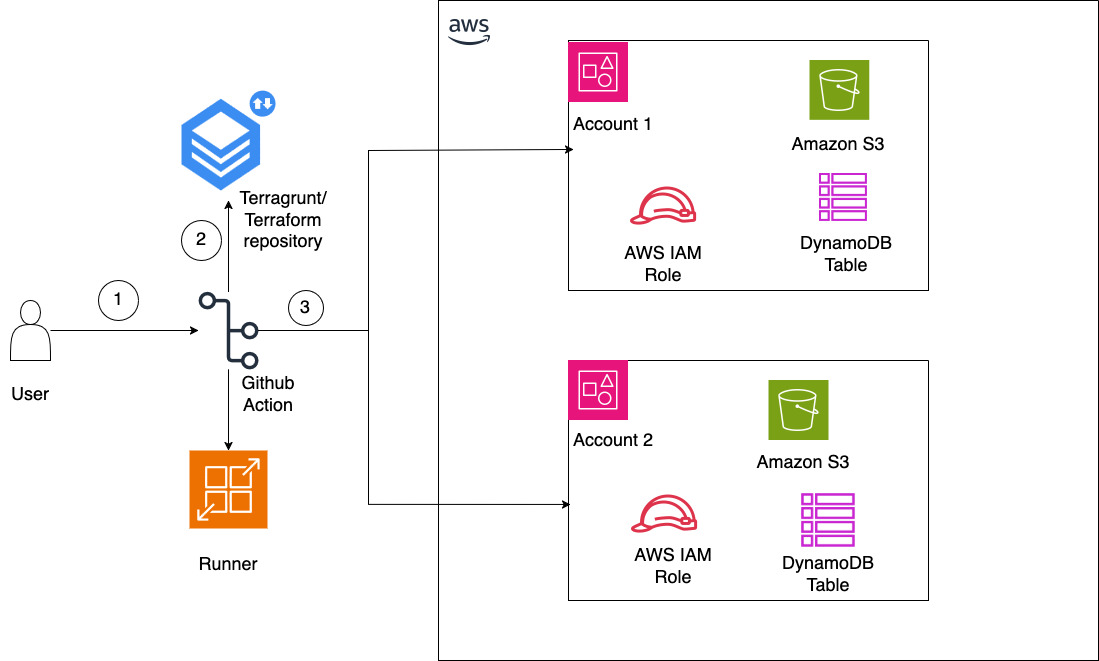 aws
Account 1
Amazon S3
Terragrunt/
Terraform
repository
2
AWS IAM
Role
DynamoDB
Table
1
3
User
Github
Action
Account 2
Amazon S3
Runner
AWS IAM
Role
DynamoDB
Table